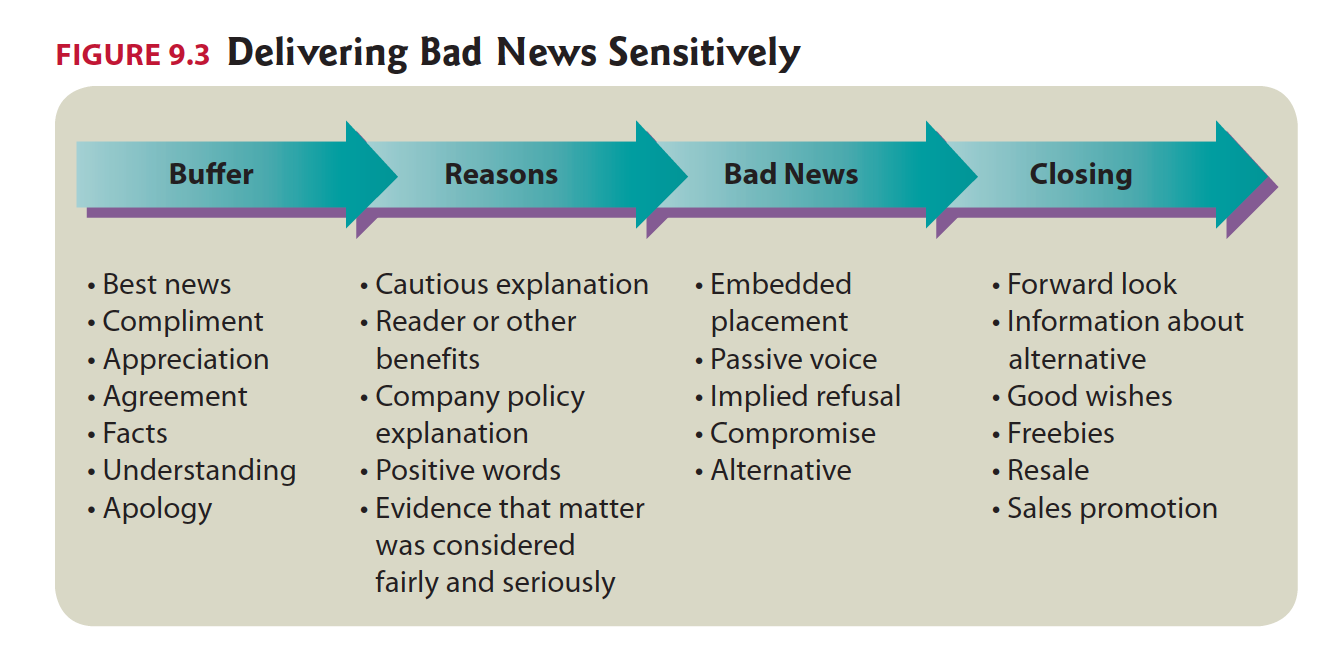 FIGURE 9.3 Delivering Bad News Sensitively
Buffer
Reasons
Bad News
Closing
• Best news
• Compliment
• Appreciation
• Agreement
• Facts
• Understanding
• Apology
• Cautious explanation
• Reader or other
benefits
• Company policy
explanation
• Positive words
• Evidence that matter
was considered
fairly and seriously
• Embedded
placement
• Passive voice
• Implied refusal
• Compromise
• Alternative
• Forward look
• Information about
alternative
• Good wishes
• Freebies
• Resale
• Sales promotion